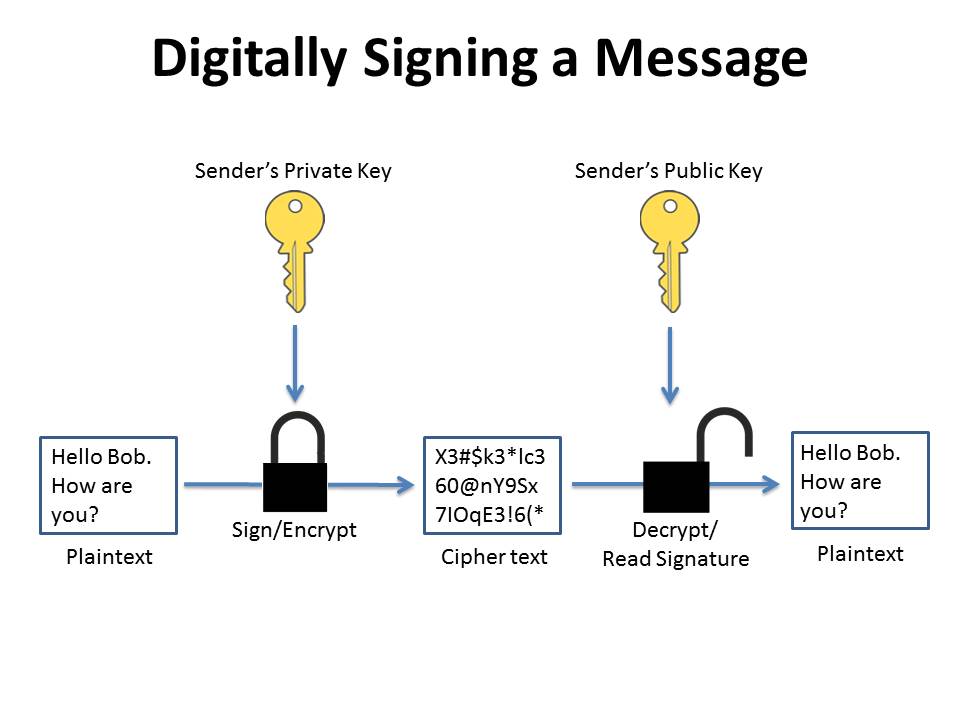 Digitally Signing a Message
Sender’s Private Key
Sender’s Public Key
Hello Bob.
How are
you?
Plaintext
Sign/Encrypt
X3#$k3*lc3
60@nY9Sx
7IOqE3!6(*
Cipher text
Decrypt/
Read Signature
Hello Bob.
How are
you?
Plaintext